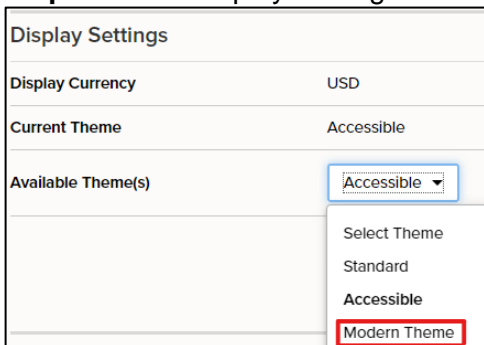 Display Settings
Display Currency USD
Current Theme Accessible
Available Theme(s) Accessible
Select Theme
Standard
Accessible
Modern Theme